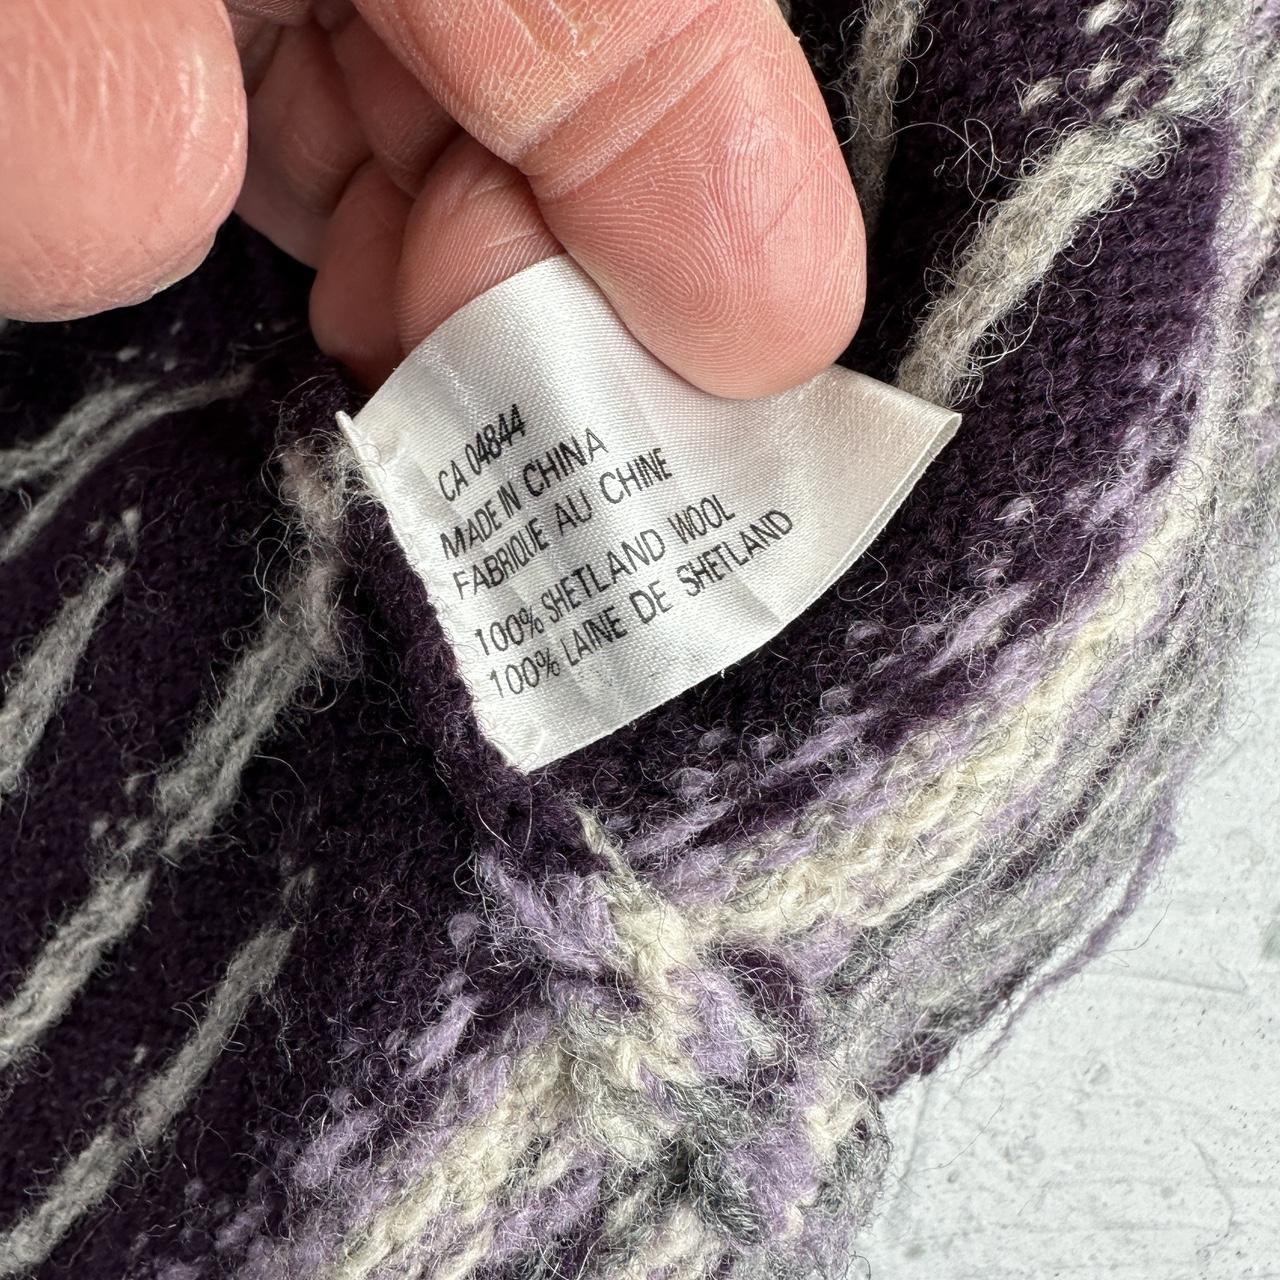 CA 04844
MADE IN CHINA
FABRIQUE AU CHINE
100% SHETLAND WOOL
100% LAINE DE SHETLAND